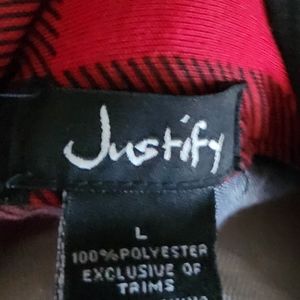 Justify
L
100% POLYESTER
EXCLUSIVE OF
TRIMS